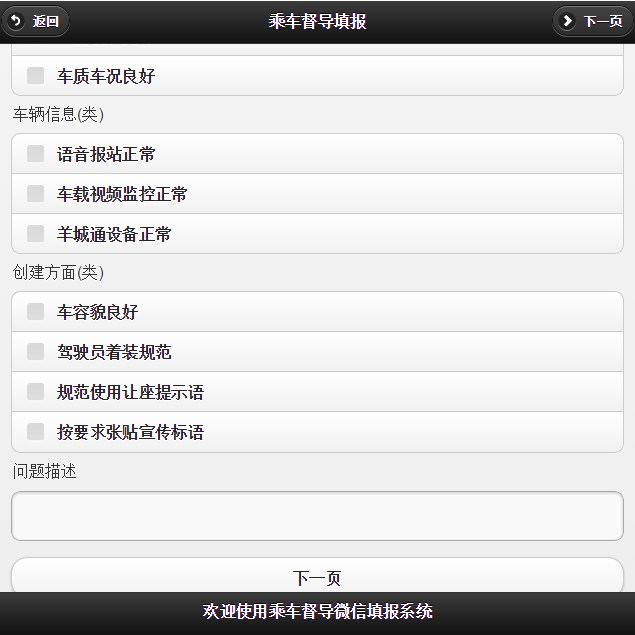 返回
乘车督导填报
下一页
车质车况良好
车辆信息(类)
语音报站正常
车载视频监控正常
羊城通设备正常
创建方面(类)
车容貌良好
驾驶员着装规范
规范使用让座提示语
按要求张贴宣传标语
问题描述
下一页
欢迎使用乘车督导微信填报系统